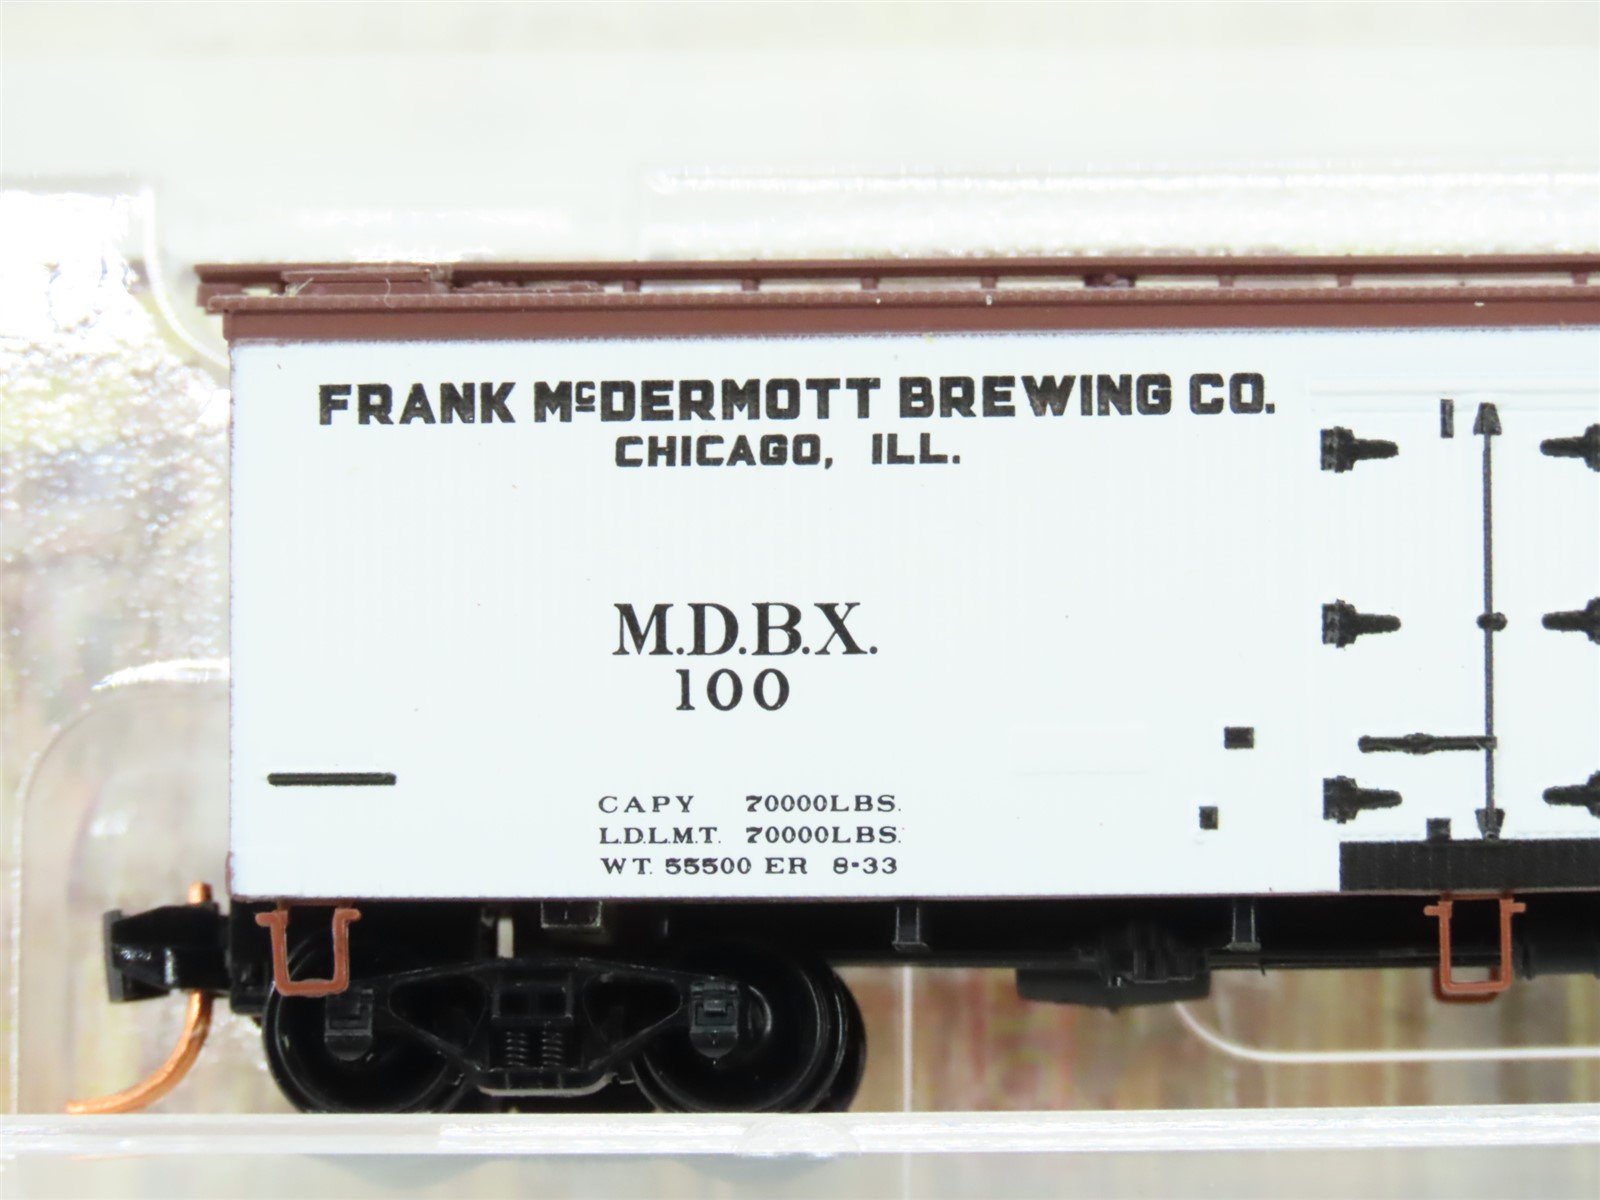 FRANK McDERMOTT BREWING CO.
CHICAGO, ILL.
M.D.B.X.
100
CAPY 70000LBS.
LD.LMT. 70000LBS.
WT. 55500 ER 8-33